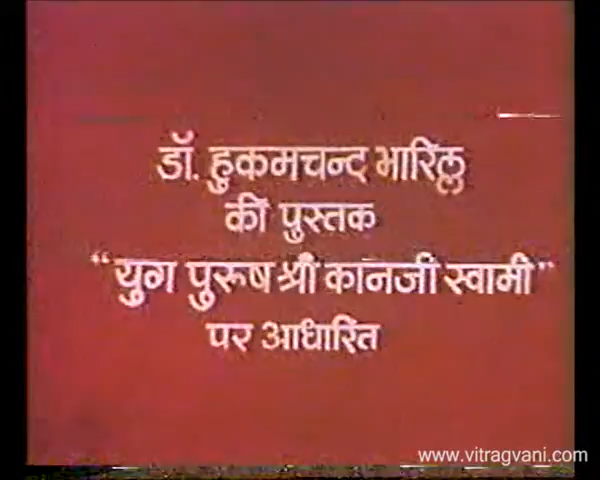 डॉ. हुकमचन्द भारिल्ल
की पुस्तक
“युग पुरूष श्री कानजी स्वामी”
पर आधारित
www.vitragvani.com